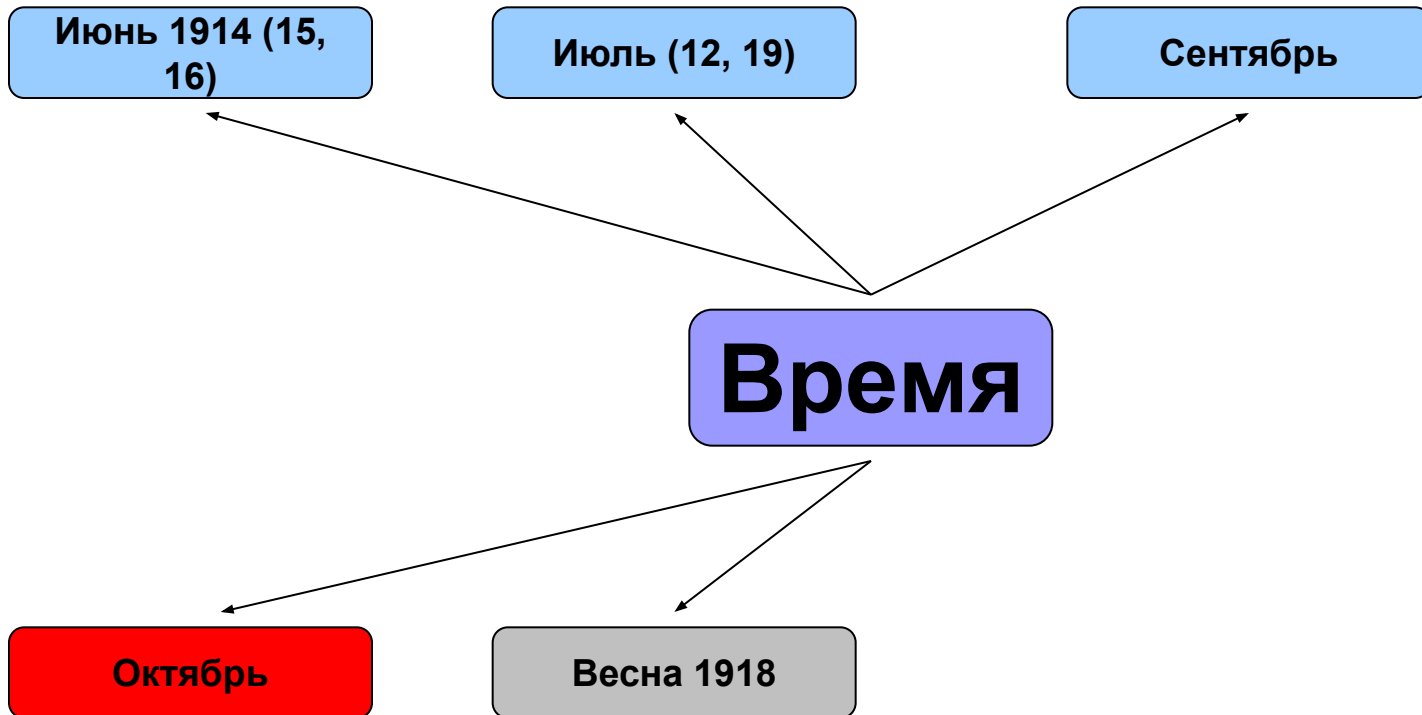 Июнь 1914 (15,
16)
Июль (12, 19)
Сентябрь
Время
Октябрь
Весна 1918